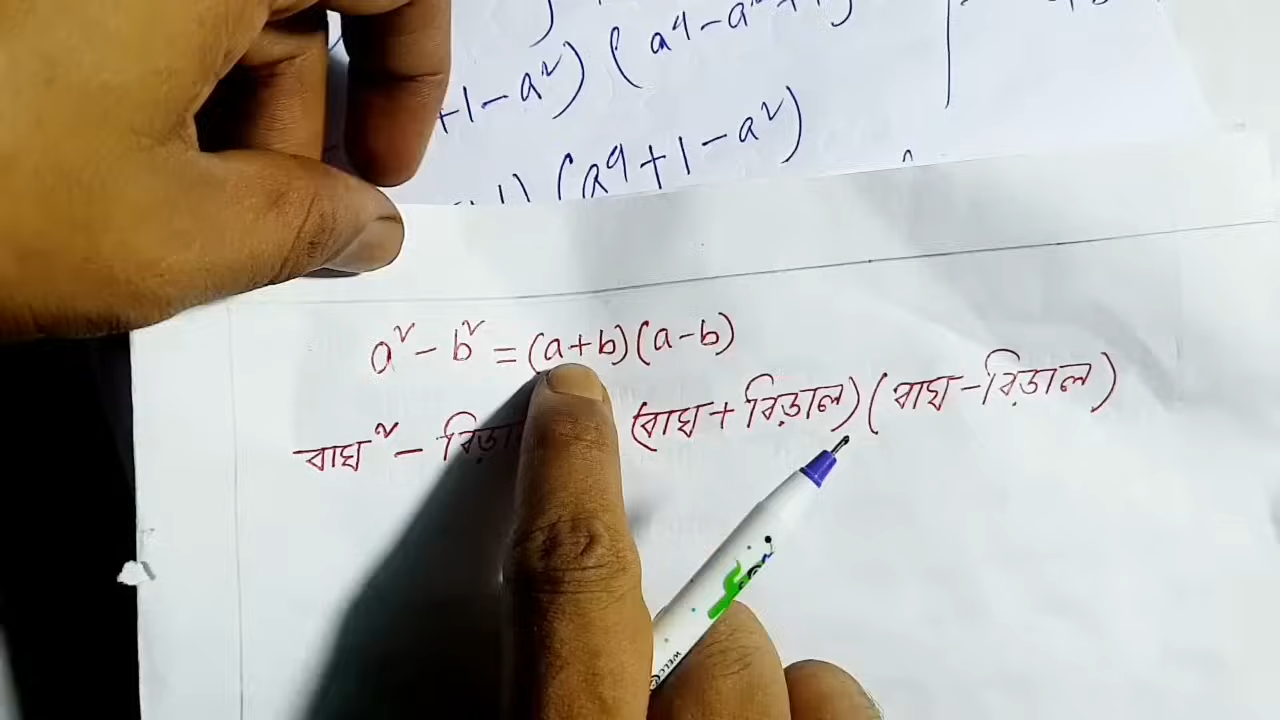 +1-a²) (a⁴-a²+1)
(a⁴+1-a²)
a²-b²=(a+b)(a-b)
বাঘ²- (বাঘ+বিড়াল)(বাঘ-বিড়াল)